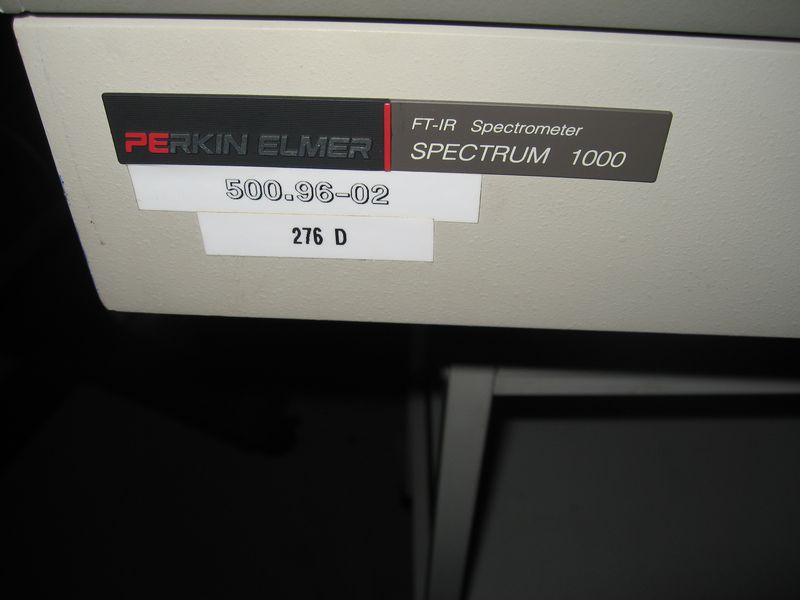 PERKIN ELMER
FT-IR Spectrometer
SPECTRUM 1000
500.96-02
276 D